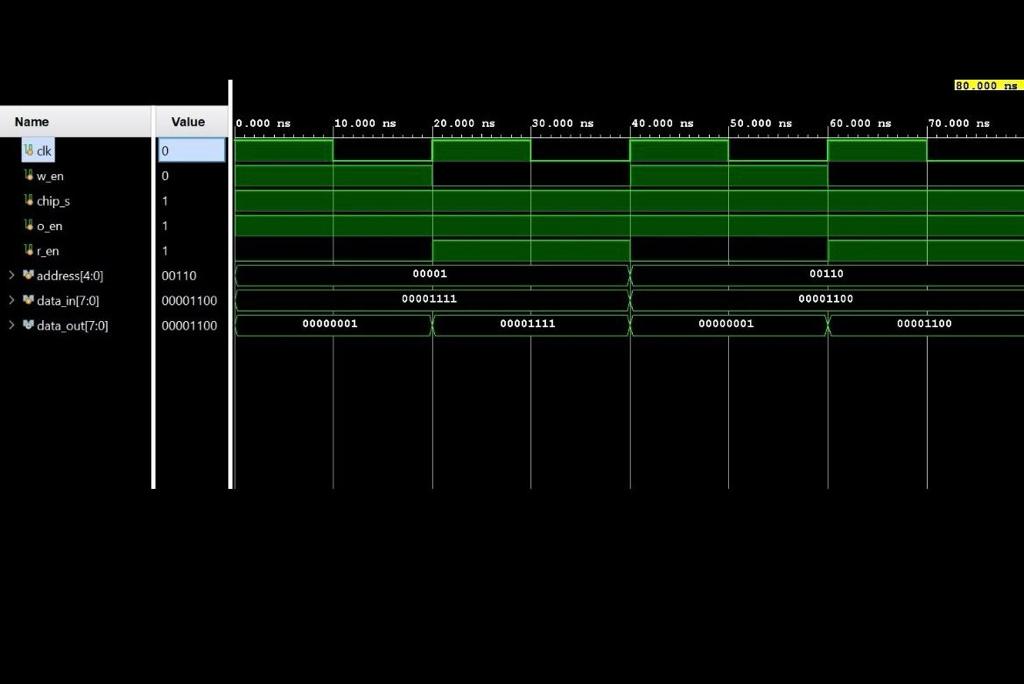 80.000 ns
Name Value 0.000 ns 10.000 ns 20.000 ns 30.000 ns 40.000 ns 50.000 ns 60.000 ns 70.000 ns
clk 0
w_en 0
chip_s 1
o_en 1
r_en 1
address[4:0] 00110 00001 00110
data_in[7:0] 00001100 00001111 00001100
data_out[7:0] 00001100 00000001 00001111 00000001 00001100